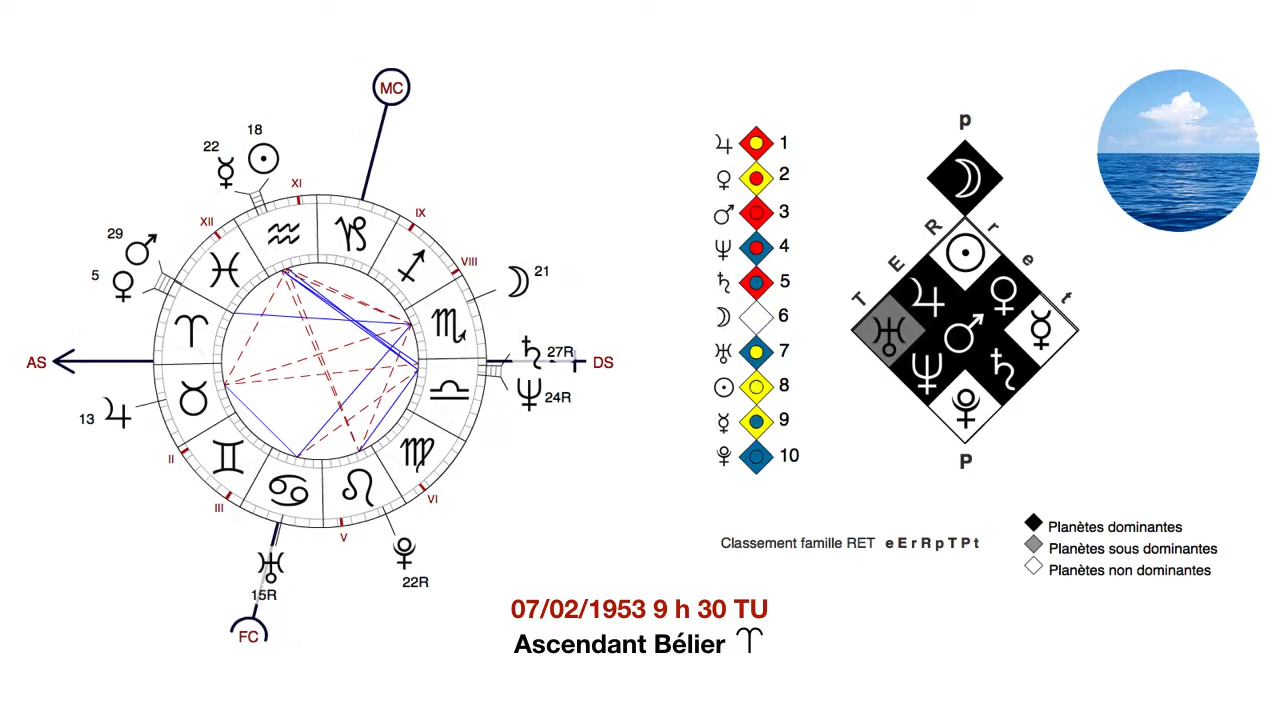 MC
18
22
XI
IX
XII
29
VIII
5
21
AS
27R
DS
24R
13
II
III
VI
V
22R
15R
FC
1
2
3
4
5
6
7
8
9
10
p
R r
E e
T t
P
Classement famille RET e E r R p T P t
Planètes dominantes
Planètes sous dominantes
Planètes non dominantes
07/02/1953 9 h 30 TU
Ascendant Bélier ♈